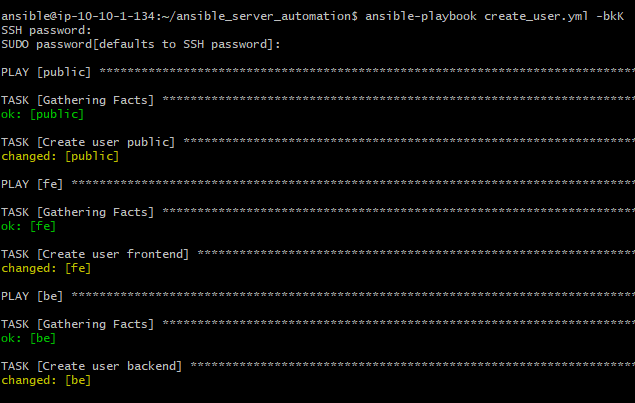 ansible@ip-10-10-1-134:~/ansible_server_automation$ ansible-playbook create_user.yml -bkK
SSH password:
SUDO password[defaults to SSH password]:
PLAY [public] ******************************************************************************
TASK [Gathering Facts] *********************************************************************
ok: [public]
TASK [Create user public] ******************************************************************
changed: [public]
PLAY [fe] **********************************************************************************
TASK [Gathering Facts] *********************************************************************
ok: [fe]
TASK [Create user frontend] ****************************************************************
changed: [fe]
PLAY [be] **********************************************************************************
TASK [Gathering Facts] *********************************************************************
ok: [be]
TASK [Create user backend] *****************************************************************
changed: [be]